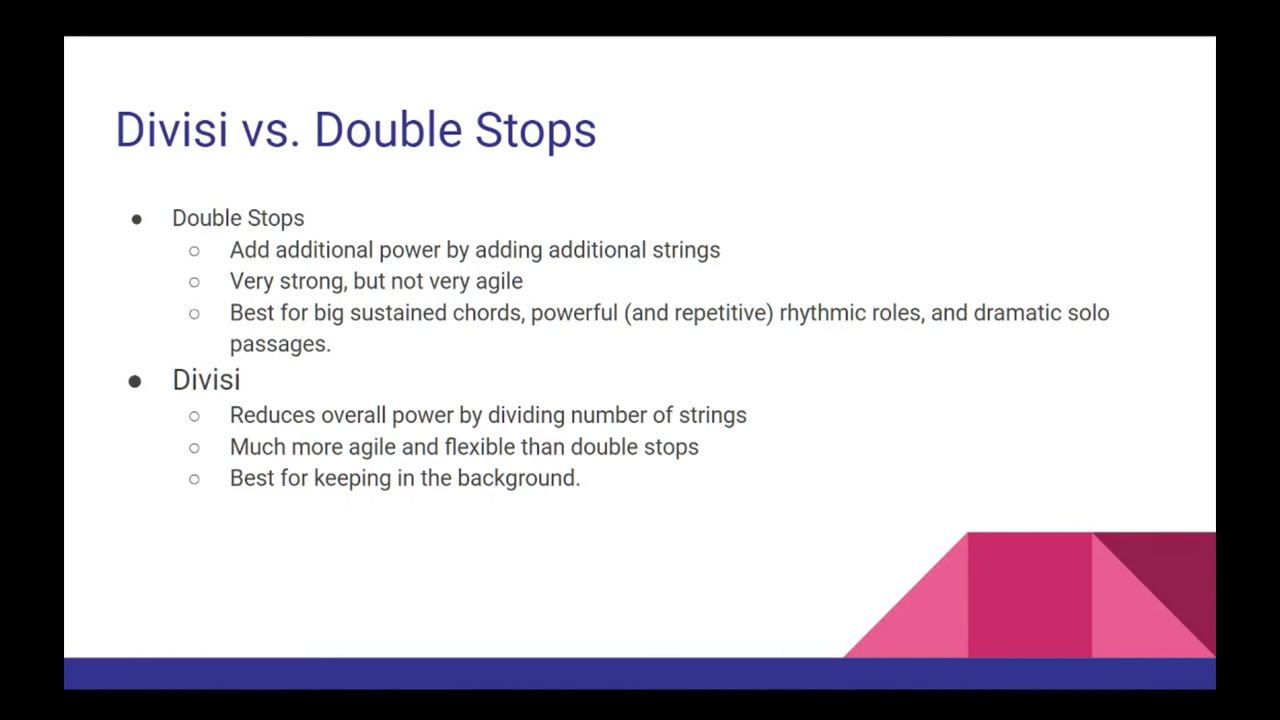 Divisi vs. Double Stops
● Double Stops
○ Add additional power by adding additional strings
○ Very strong, but not very agile
○ Best for big sustained chords, powerful (and repetitive) rhythmic roles, and dramatic solo
passages.
● Divisi
○ Reduces overall power by dividing number of strings
○ Much more agile and flexible than double stops
○ Best for keeping in the background.